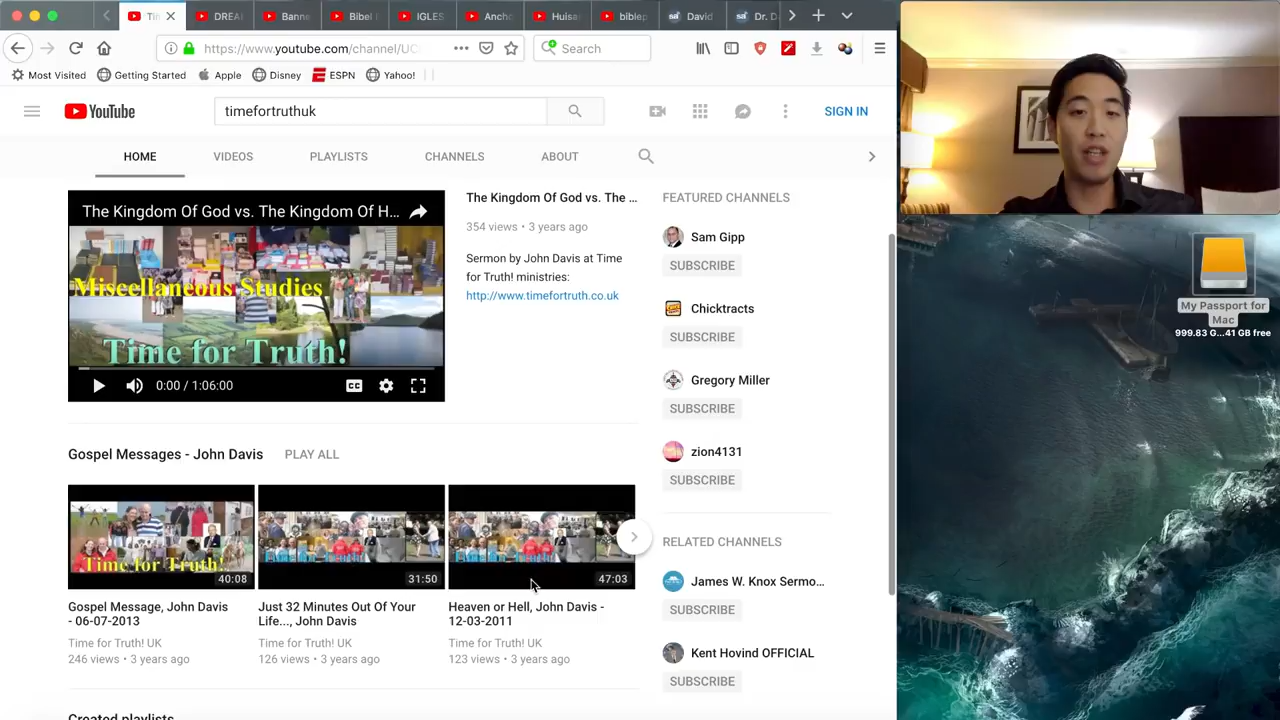 Tir
DREA
Banna
Bibel
IGLES
Ancho
Huisa
biblep
David
Dr. D
https://www.youtube.com/channel/UC
Search
Most Visited
Getting Started
Apple
Disney
ESPN
Yahoo!
YouTube
timefortruthuk
SIGN IN
HOME
VIDEOS
PLAYLISTS
CHANNELS
ABOUT
The Kingdom Of God vs. The Kingdom Of H...
Miscellaneous Studies
Time for Truth!
0:00 / 1:06:00
CC
The Kingdom Of God vs. The ...
354 views • 3 years ago
Sermon by John Davis at Time
for Truth! ministries:
http://www.timefortruth.co.uk
FEATURED CHANNELS
Sam Gipp
SUBSCRIBE
Chicktracts
SUBSCRIBE
Gregory Miller
SUBSCRIBE
zion4131
SUBSCRIBE
RELATED CHANNELS
James W. Knox Sermo...
SUBSCRIBE
Kent Hovind OFFICIAL
SUBSCRIBE
Gospel Messages - John Davis
PLAY ALL
Time for Truth!
40:08
31:50
47:03
Gospel Message, John Davis
- 06-07-2013
Time for Truth! UK
246 views • 3 years ago
Just 32 Minutes Out Of Your
Life..., John Davis
Time for Truth! UK
126 views • 3 years ago
Heaven or Hell, John Davis -
12-03-2011
Time for Truth! UK
123 views • 3 years ago
Created playlists
My Passport for
Mac
999.83 G...41 GB free